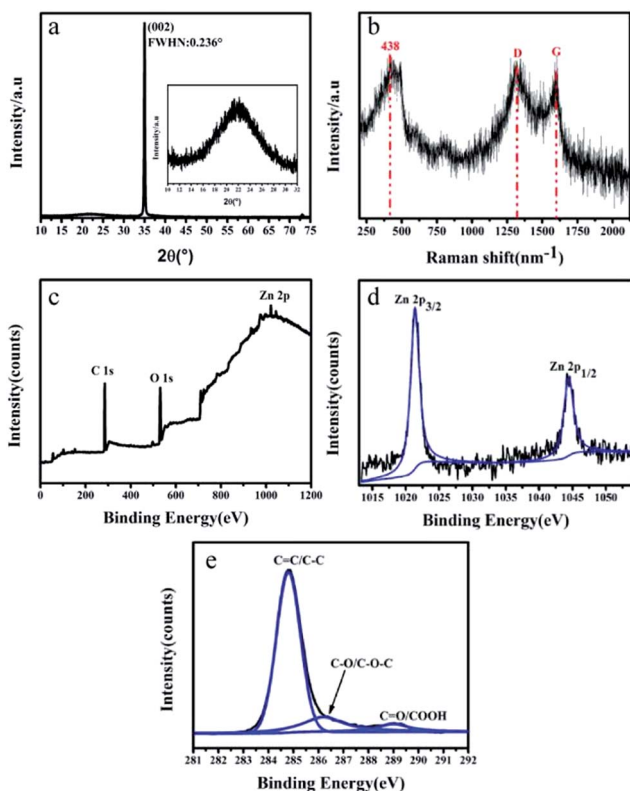 a
(002)
FWHN:0.236°
Intensity/a.u
Intensity/a.u
10 12 14 16 18 20 22 24 26 28 30 32
2θ(°)
10 15 20 25 30 35 40 45 50 55 60 65 70 75
2θ(°)
b
438
D
G
Intensity/a.u
250 500 750 1000 1250 1500 1750 2000
Raman shift(nm-1)
c
Zn 2p
C 1s
O 1s
Intensity(counts)
0 200 400 600 800 1000 1200
Binding Energy(eV)
d
Zn 2p3/2
Zn 2p1/2
Intensity(counts)
1015 1020 1025 1030 1035 1040 1045 1050
Binding Energy(eV)
e
C=C/C-C
C-O/C-O-C
C=O/COOH
Intensity(counts)
281 282 283 284 285 286 287 288 289 290 291 292
Binding Energy(eV)